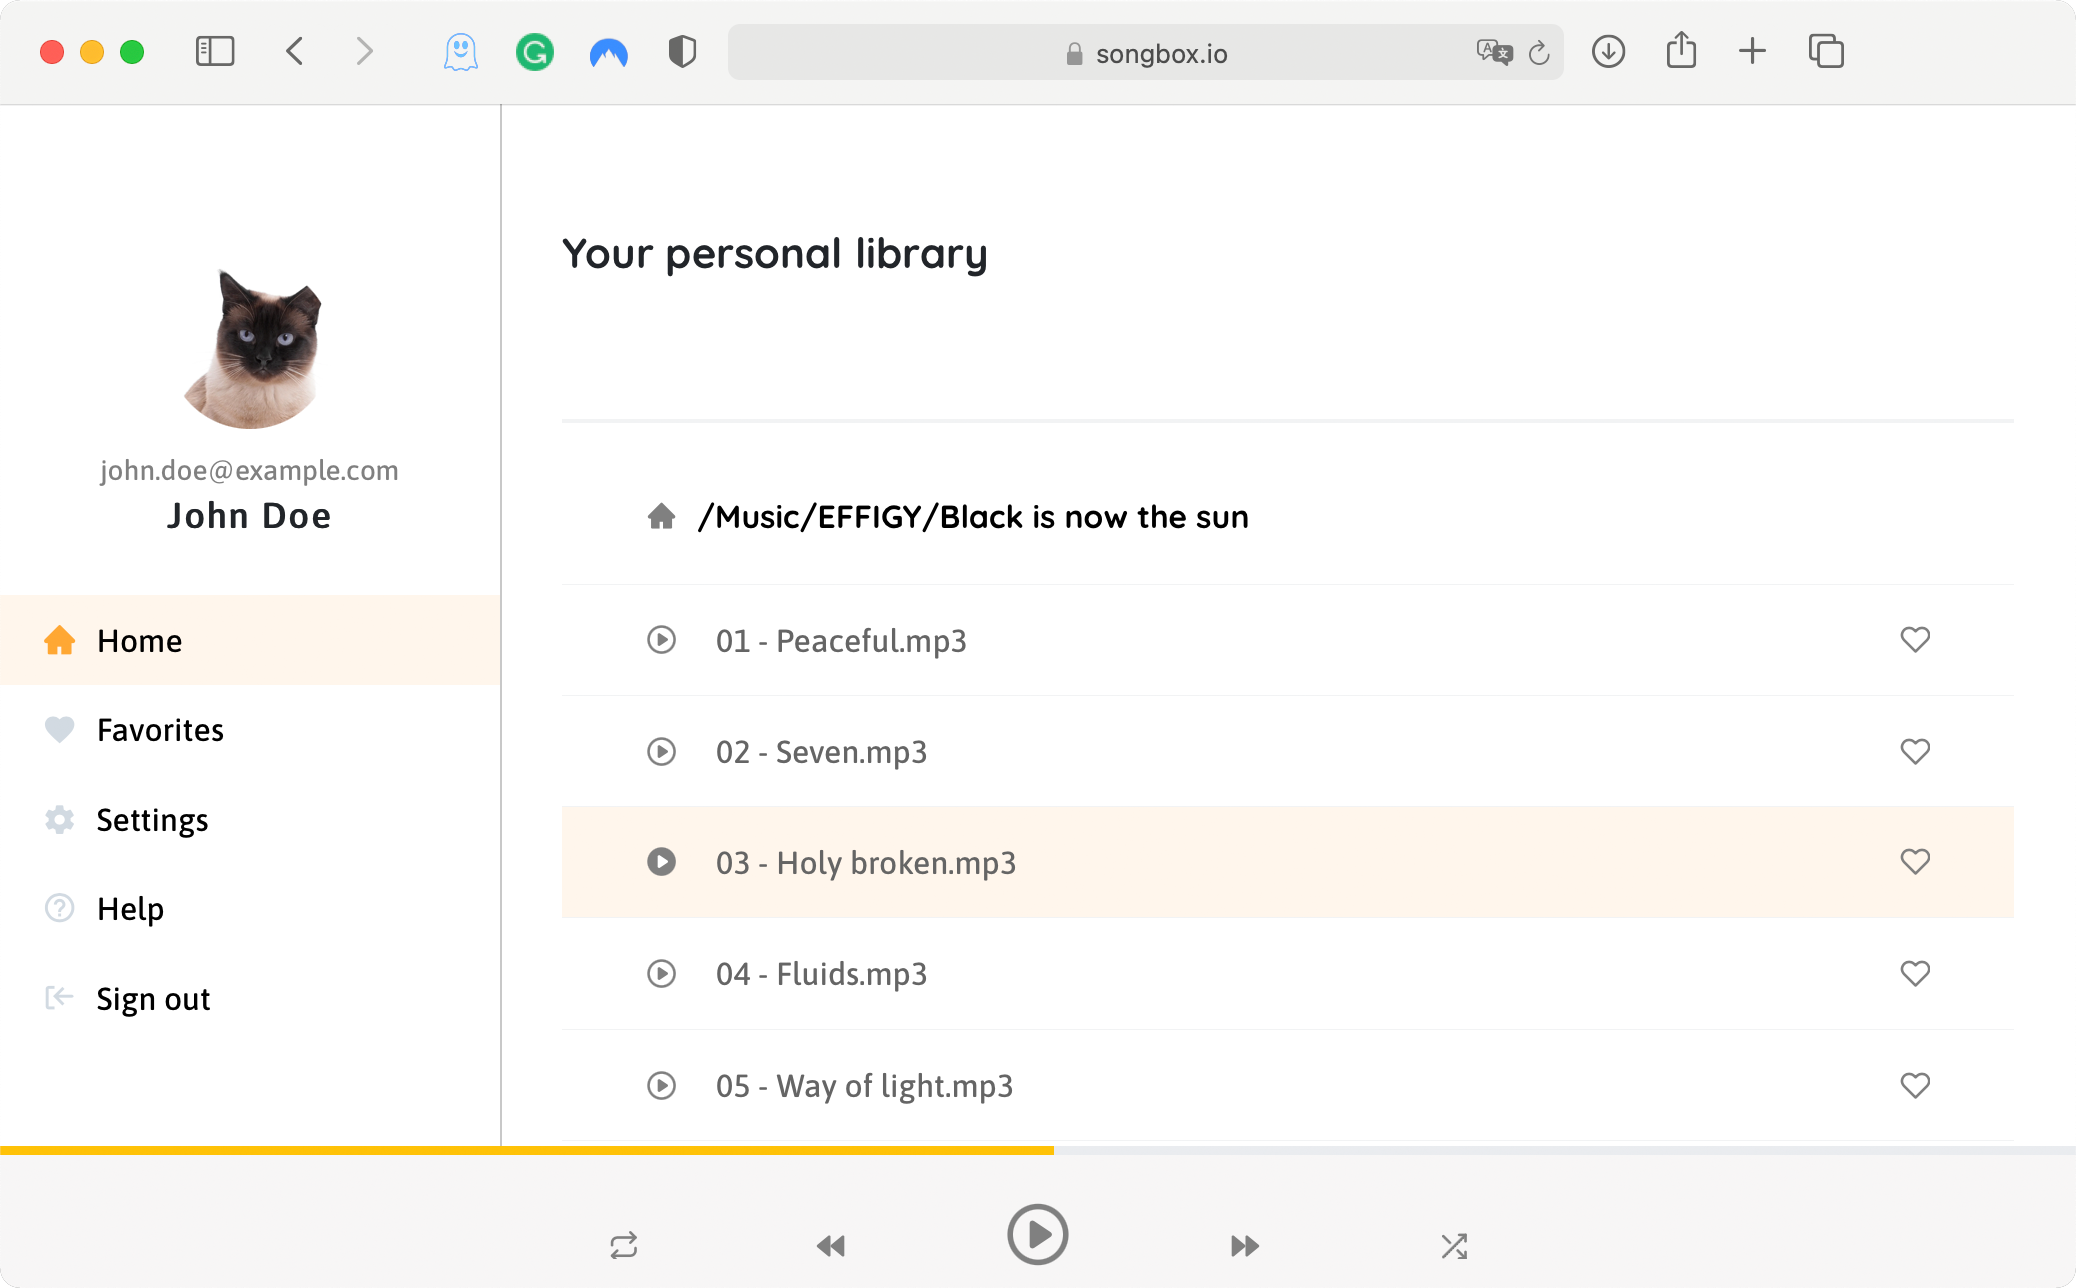 songbox.io
Your personal library
john.doe@example.com
John Doe
Home
Favorites
Settings
Help
Sign out
/Music/EFFIGY/Black is now the sun
01 - Peaceful.mp3
02 - Seven.mp3
03 - Holy broken.mp3
04 - Fluids.mp3
05 - Way of light.mp3